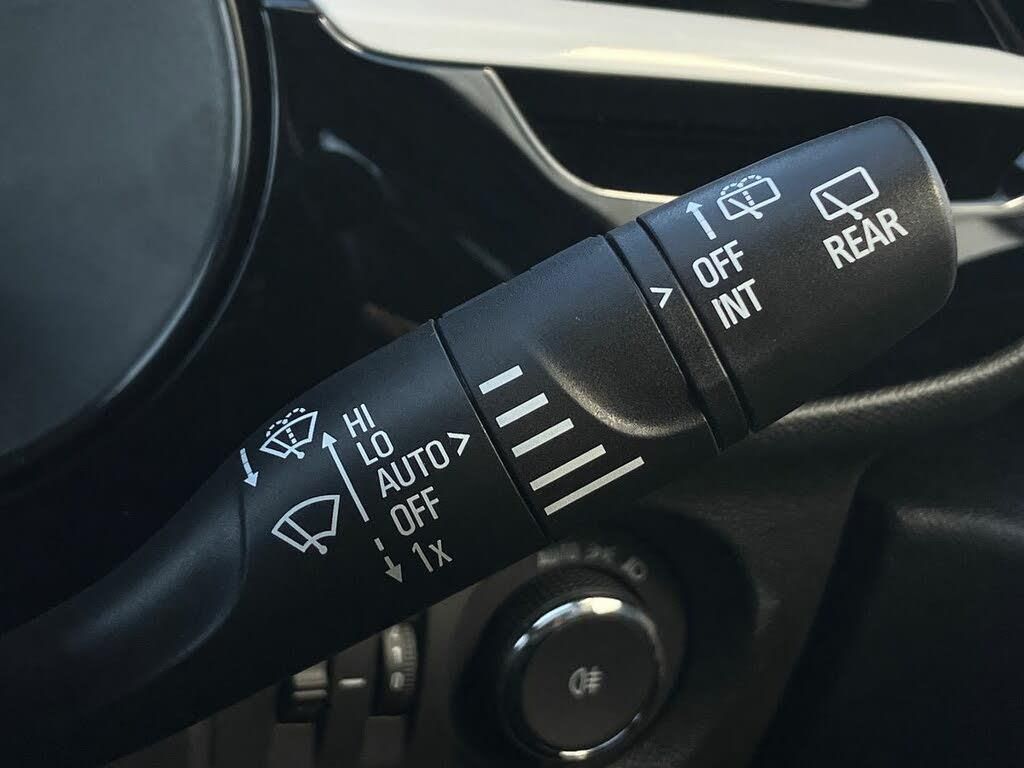 HI
LO
AUTO >
OFF
1x
>
OFF
INT
REAR